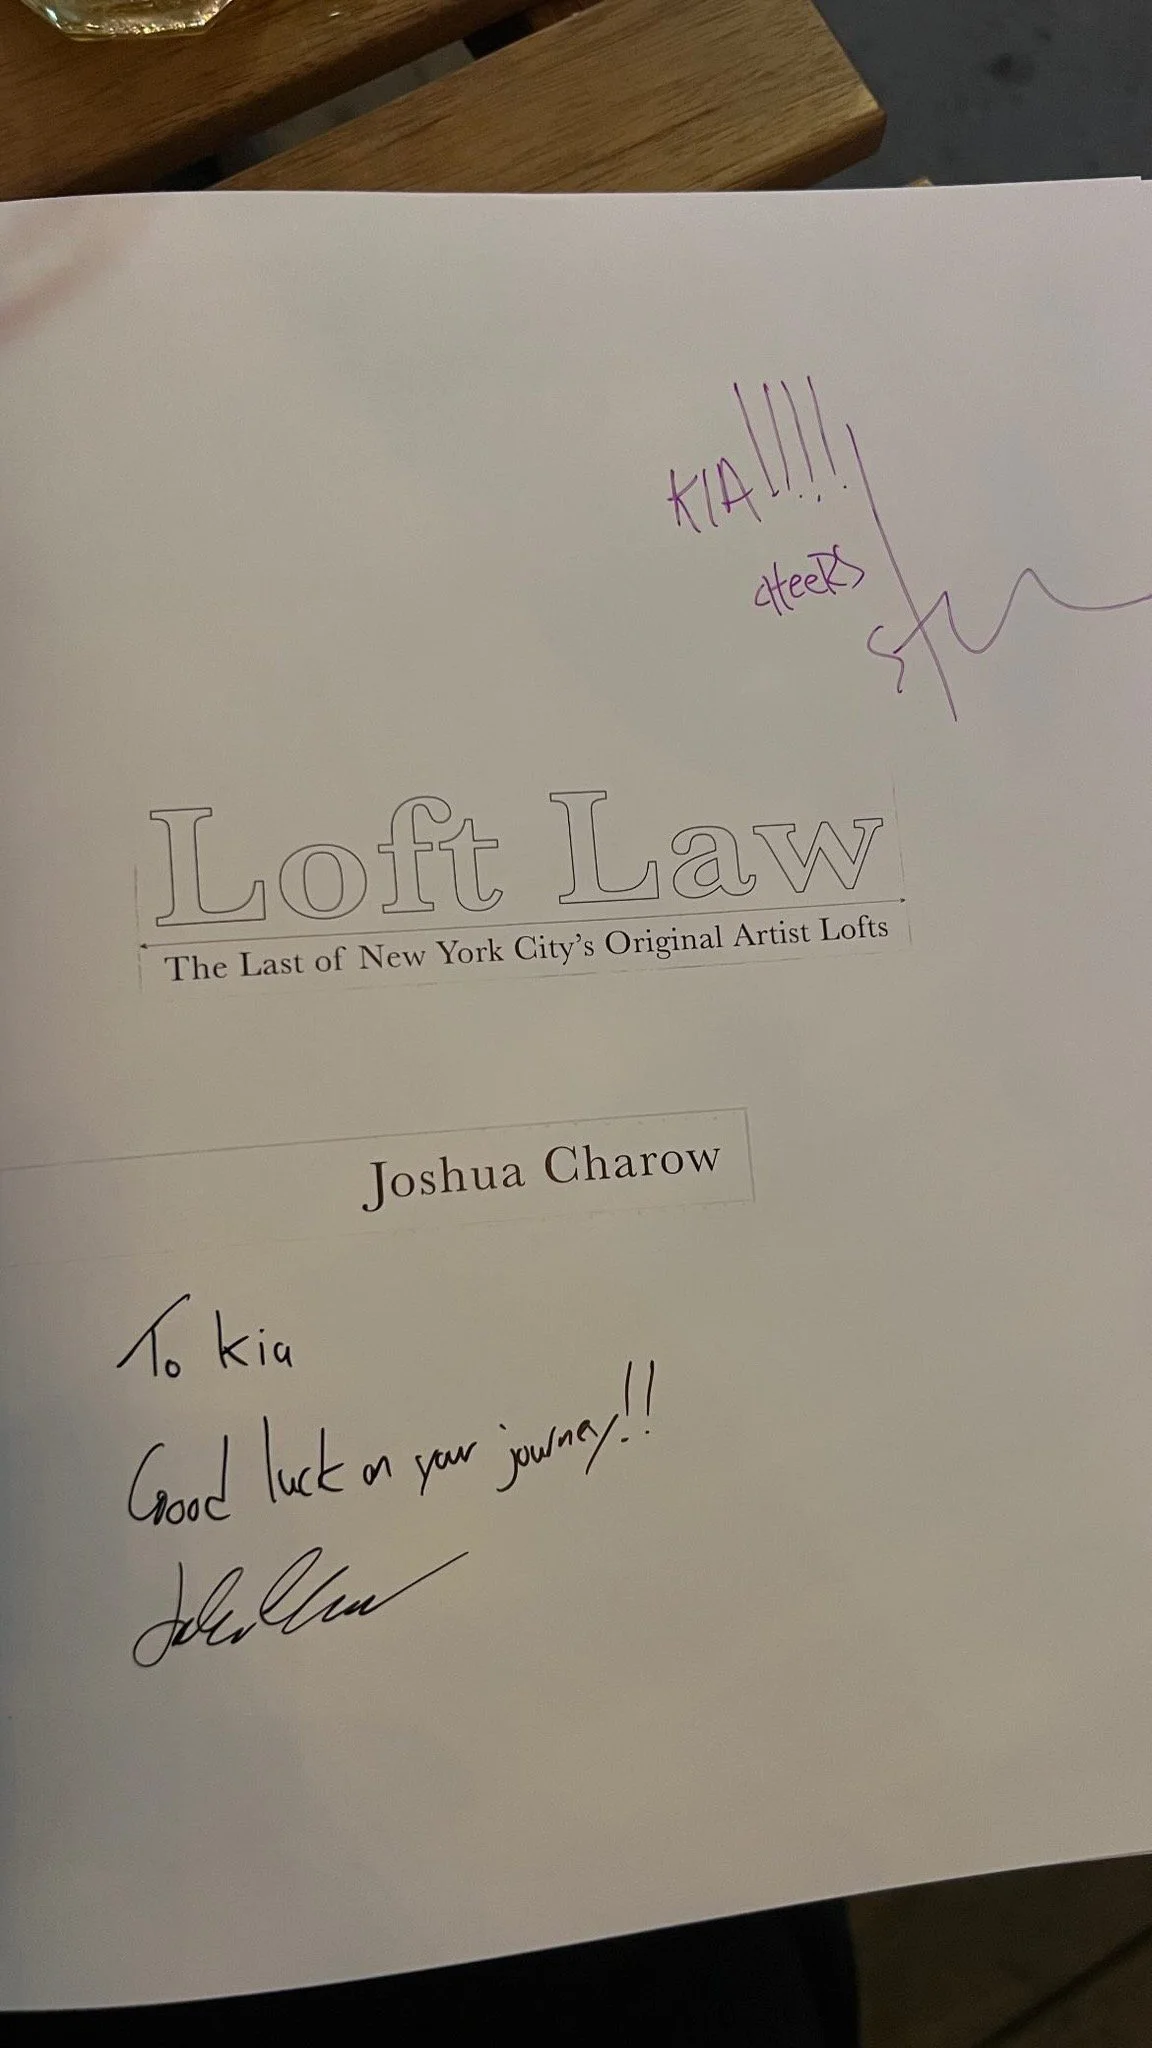 KIA!!!!
CHEERS
Loft Law
The Last of New York City's Original Artist Lofts
Joshua Charow
To Kia
Good luck on your journey!!